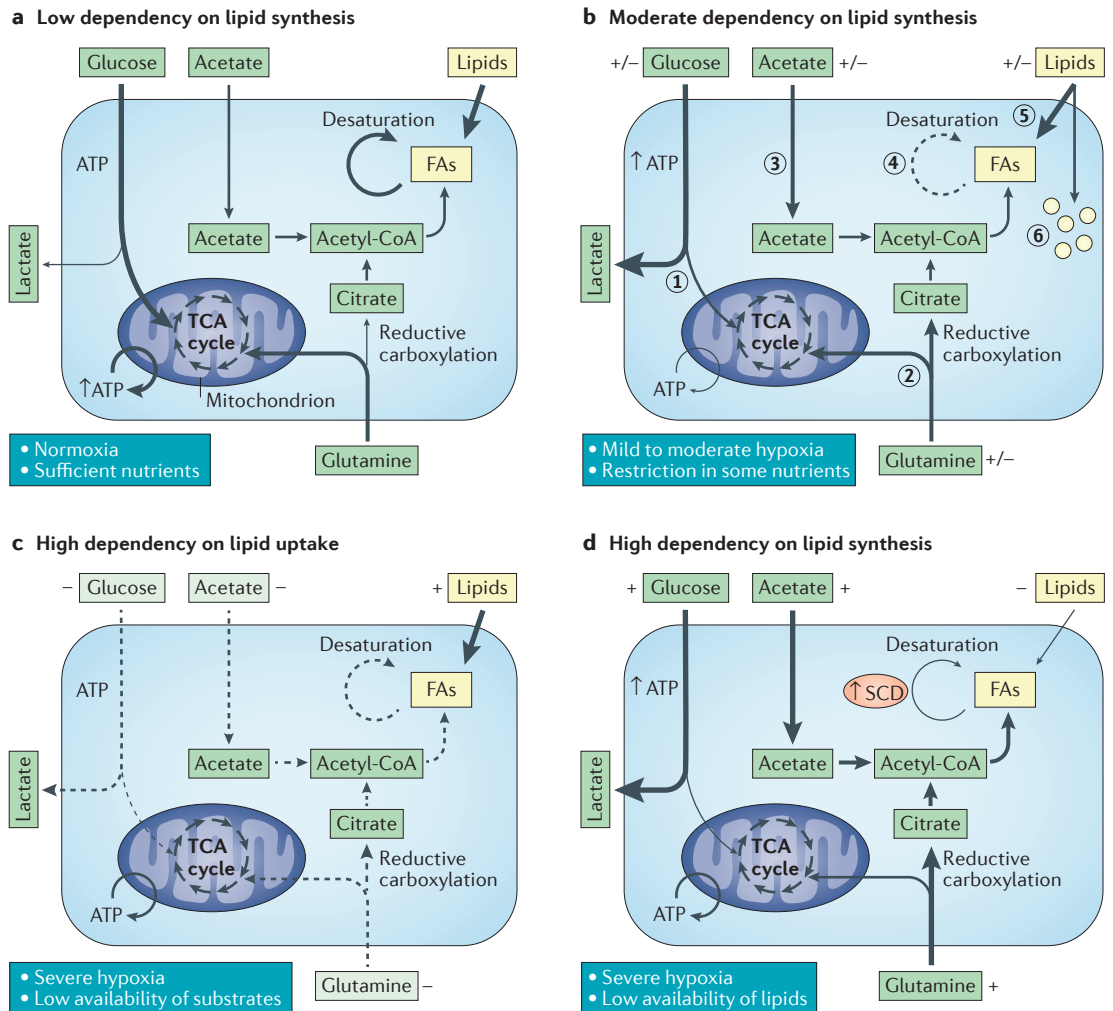 a Low dependency on lipid synthesis
Glucose
Acetate
Lipids
Desaturation
ATP
FAs
Lactate
Acetate
Acetyl-CoA
Citrate
TCA
cycle
Reductive
carboxylation
↑ATP
Mitochondrion
• Normoxia
• Sufficient nutrients
Glutamine
b Moderate dependency on lipid synthesis
+/– Glucose
Acetate +/–
+/– Lipids
Desaturation
5
↑ ATP
3
4
FAs
Lactate
Acetate
Acetyl-CoA
6
1
Citrate
TCA
cycle
Reductive
carboxylation
2
ATP
• Mild to moderate hypoxia
• Restriction in some nutrients
Glutamine +/–
c High dependency on lipid uptake
– Glucose
Acetate –
+ Lipids
Desaturation
ATP
FAs
Lactate
Acetate
Acetyl-CoA
Citrate
TCA
cycle
Reductive
carboxylation
ATP
• Severe hypoxia
• Low availability of substrates
Glutamine –
d High dependency on lipid synthesis
+ Glucose
Acetate +
– Lipids
Desaturation
↑ ATP
↑ SCD
FAs
Lactate
Acetate
Acetyl-CoA
Citrate
TCA
cycle
Reductive
carboxylation
ATP
• Severe hypoxia
• Low availability of lipids
Glutamine +